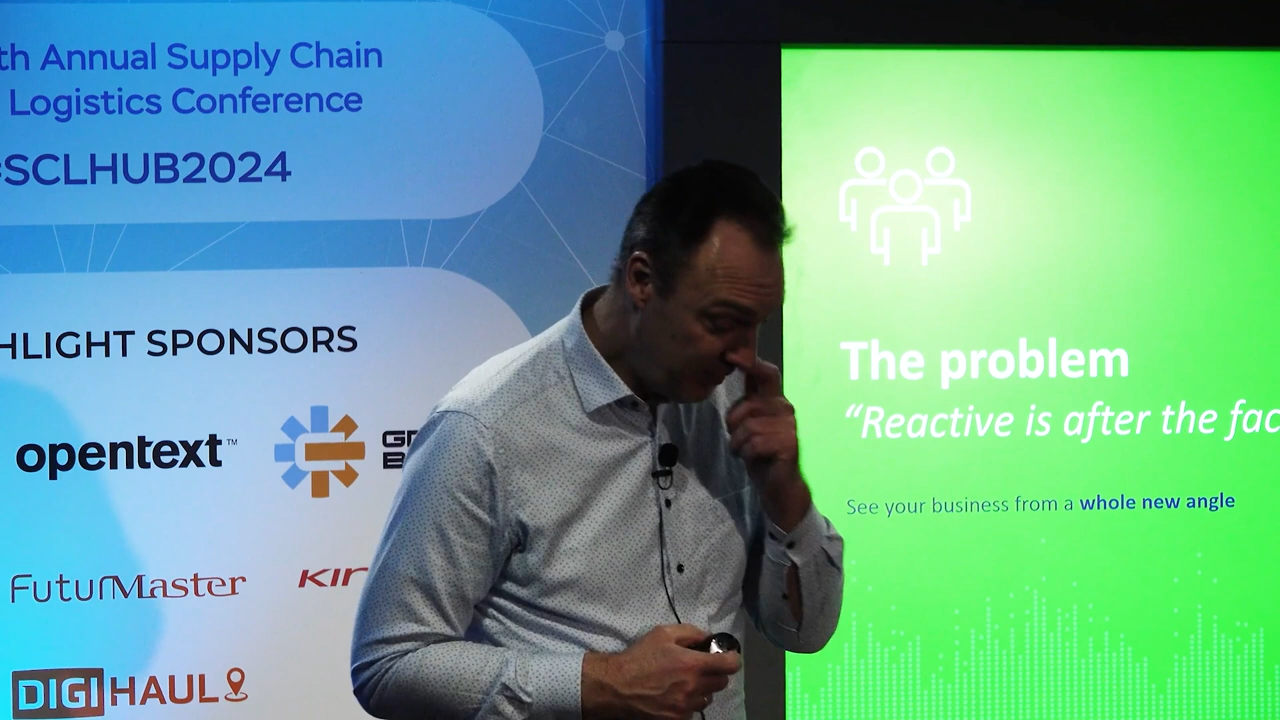 th Annual Supply Chain
Logistics Conference
#SCLHUB2024
HLIGHT SPONSORS
opentext™
FuturMaster
DIGIHAUL
The problem
“Reactive is after the fac
See your business from a whole new angle